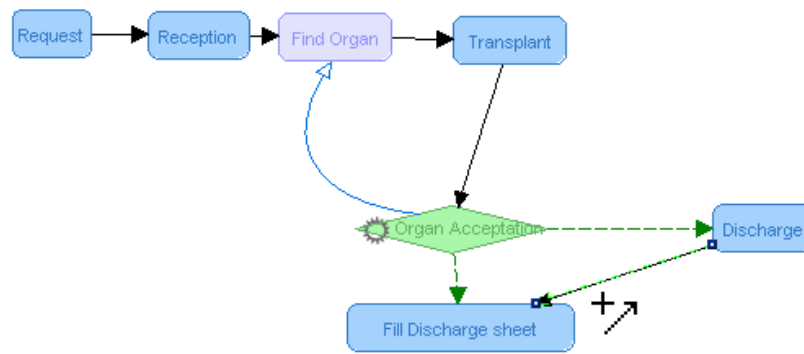 Request
Reception
Find Organ
Transplant
Organ Acceptation
Discharge
Fill Discharge sheet